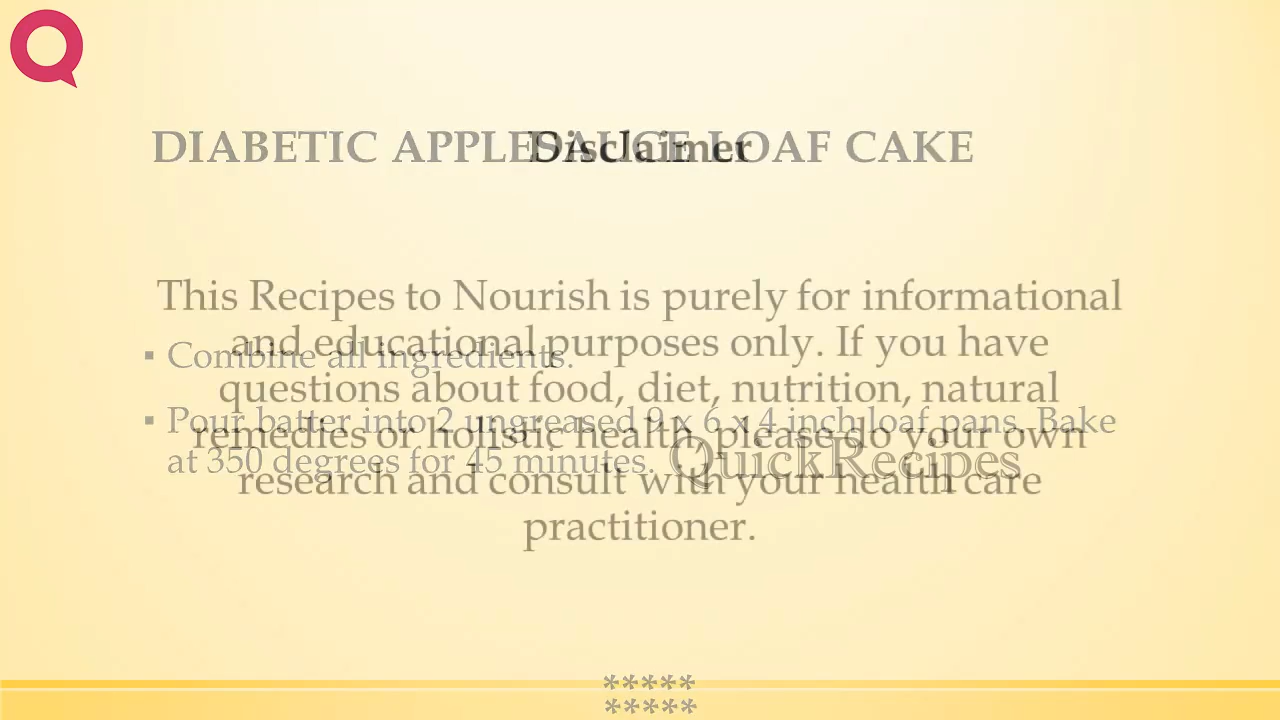 DIABETIC APPLESAUCE LOAF CAKE
Disclaimer
This Recipes to Nourish is purely for informational
and educational purposes only. If you have
questions about food, diet, nutrition, natural
remedies or holistic health, please do your own
research and consult with your health care
practitioner.
▪ Combine all ingredients.
▪ Pour batter into 2 ungreased 9 x 6 x 4 inch loaf pans. Bake
at 350 degrees for 45 minutes.
QuickRecipes
*****
*****